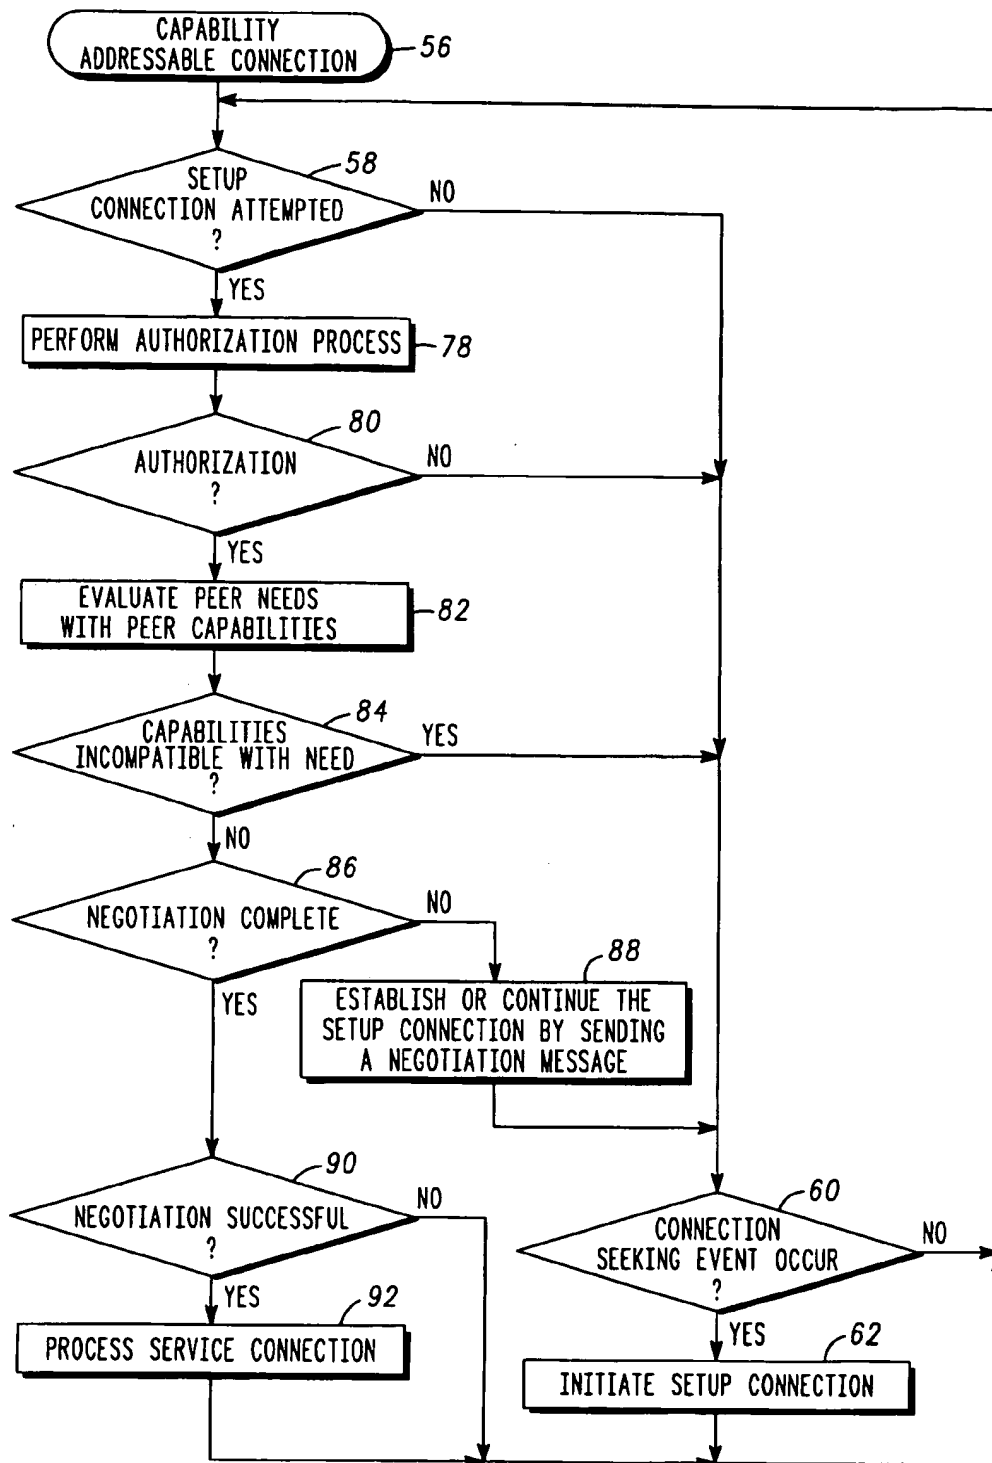 CAPABILITY
ADDRESSABLE CONNECTION
56
58
SETUP
CONNECTION ATTEMPTED
?
NO
YES
PERFORM AUTHORIZATION PROCESS
78
80
AUTHORIZATION
?
NO
YES
EVALUATE PEER NEEDS
WITH PEER CAPABILITIES
82
84
CAPABILITIES
INCOMPATIBLE WITH NEED
?
YES
NO
86
NEGOTIATION COMPLETE
?
NO
YES
88
ESTABLISH OR CONTINUE THE
SETUP CONNECTION BY SENDING
A NEGOTIATION MESSAGE
90
NEGOTIATION SUCCESSFUL
?
NO
YES
92
PROCESS SERVICE CONNECTION
60
CONNECTION
SEEKING EVENT OCCUR
?
NO
YES
62
INITIATE SETUP CONNECTION